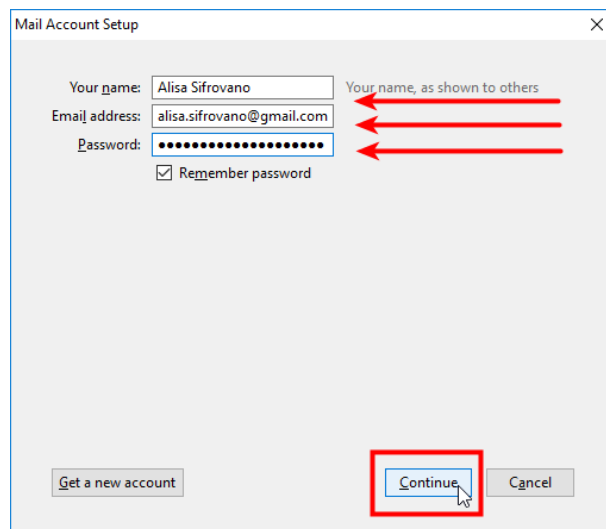 Mail Account Setup
Your name: Alisa Sifrovano Your name, as shown to others
Email address: alisa.sifrovano@gmail.com
Password: ••••••••••••••••••••
Remember password
Get a new account Continue Cancel